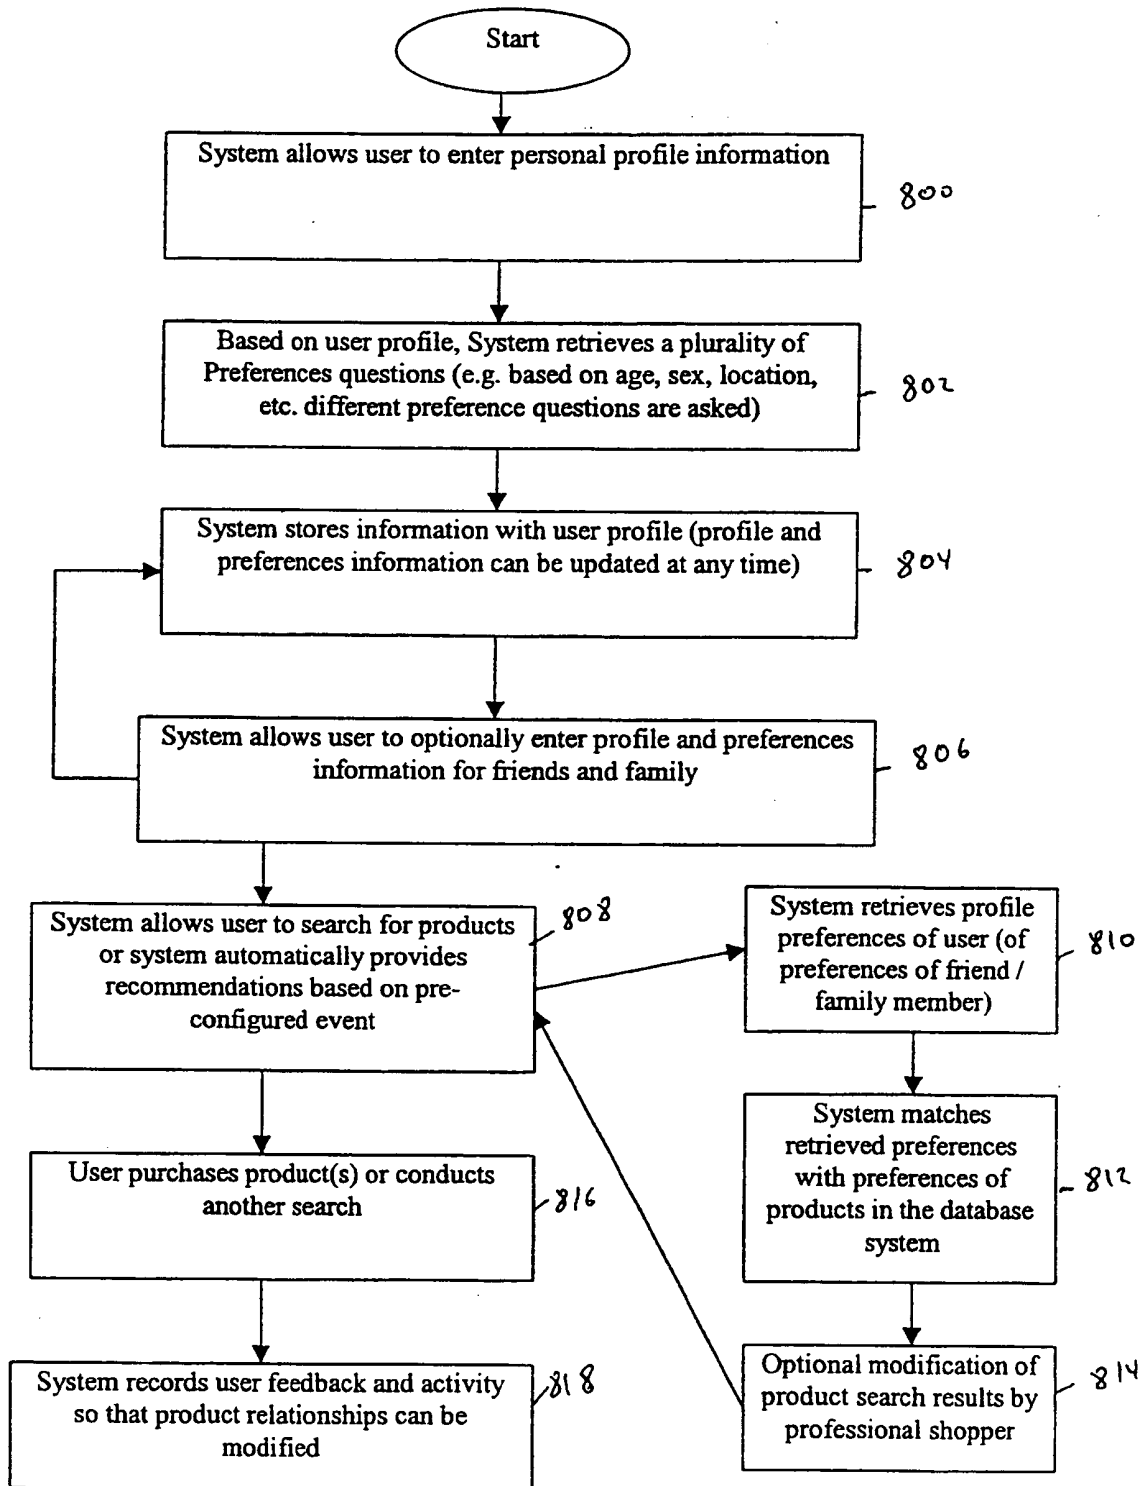 Start
System allows user to enter personal profile information
800
Based on user profile, System retrieves a plurality of
Preferences questions (e.g. based on age, sex, location,
etc. different preference questions are asked)
802
System stores information with user profile (profile and
preferences information can be updated at any time)
804
System allows user to optionally enter profile and preferences
information for friends and family
806
System allows user to search for products
or system automatically provides
recommendations based on pre-
configured event
808
System retrieves profile
preferences of user (of
preferences of friend /
family member)
810
System matches
retrieved preferences
with preferences of
products in the database
system
812
Optional modification of
product search results by
professional shopper
814
User purchases product(s) or conducts
another search
816
System records user feedback and activity
so that product relationships can be
modified
818